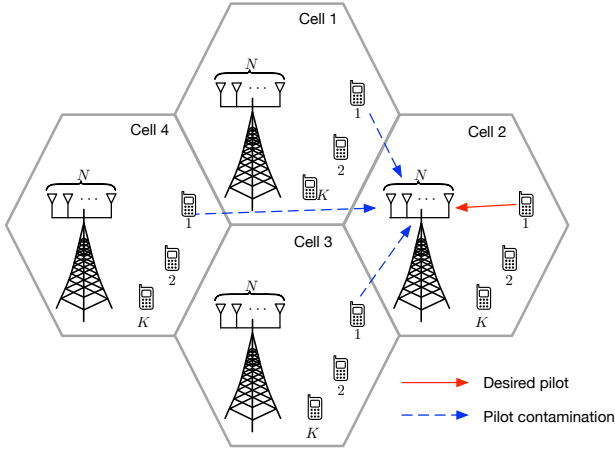 Cell 1
N
...
1
2
K
Cell 4
N
...
1
2
K
Cell 2
N
...
1
2
K
Cell 3
N
...
1
2
K
Desired pilot
Pilot contamination